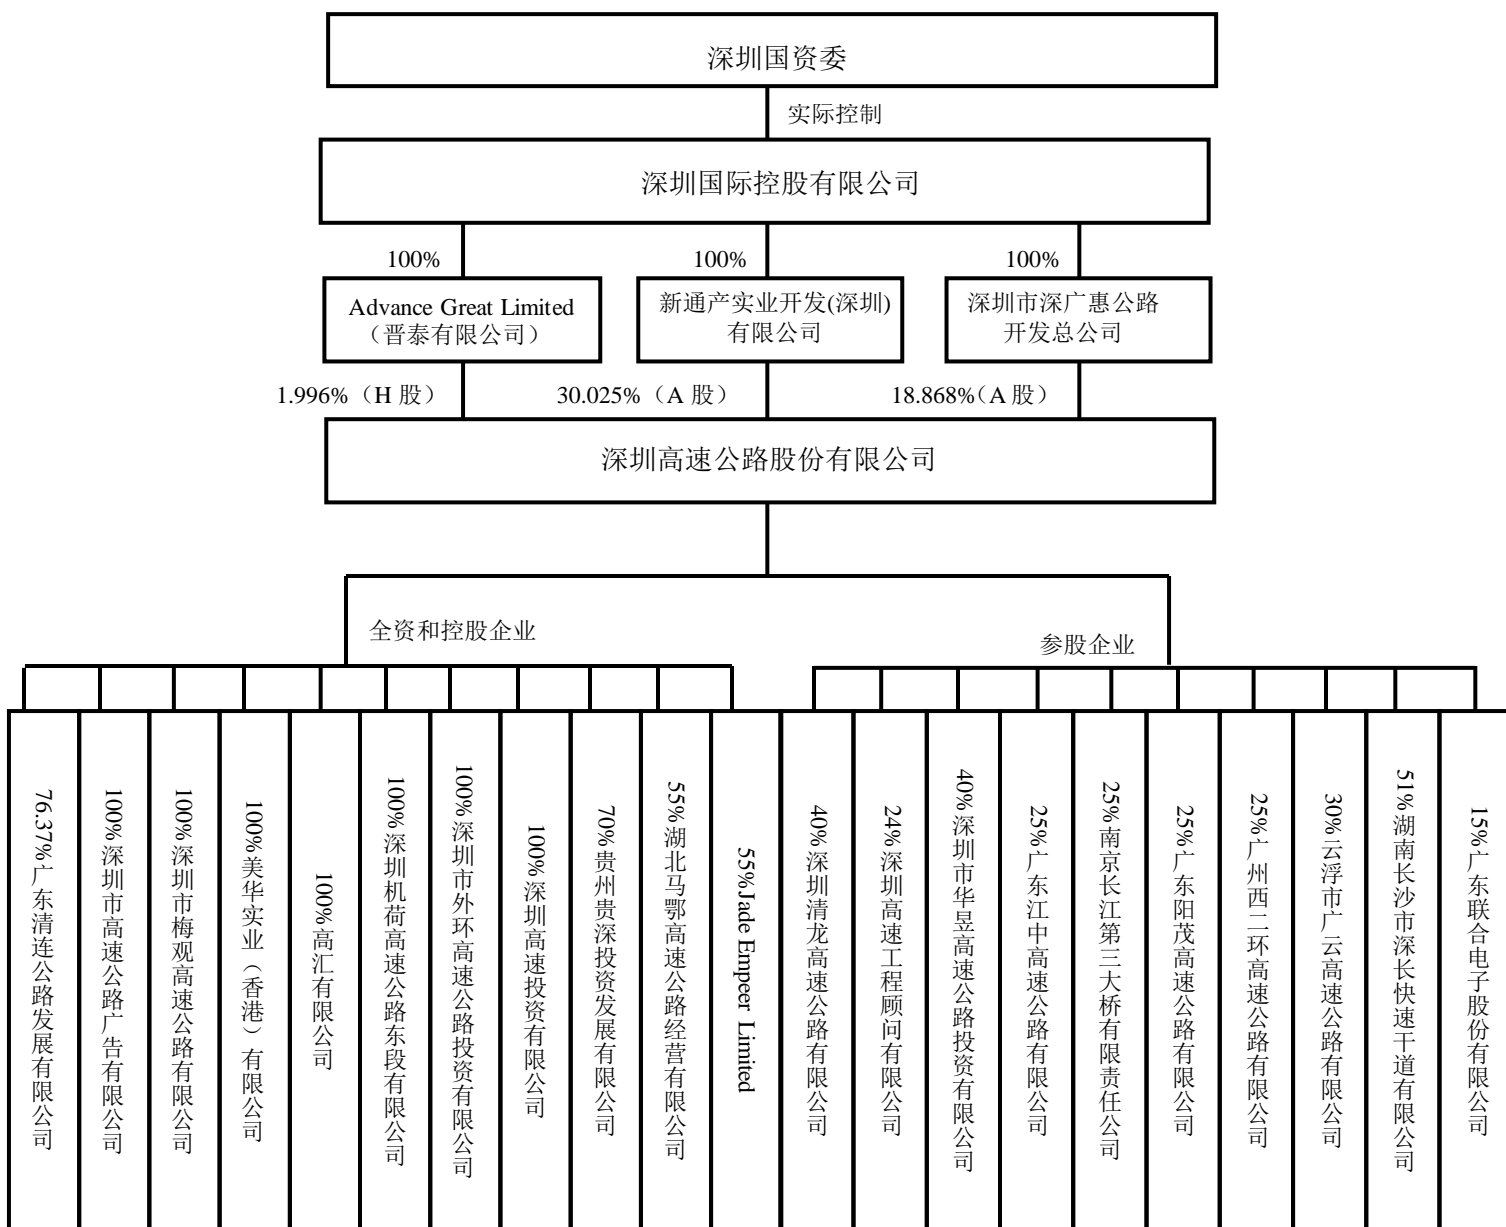 深圳国资委
实际控制
深圳国际控股有限公司
100%
100%
100%
Advance Great Limited
（晋泰有限公司）
新通产实业开发(深圳)
有限公司
深圳市深广惠公路
开发总公司
1.996%（H 股）
30.025%（A 股）
18.868%（A 股）
深圳高速公路股份有限公司
全资和控股企业
参股企业
76.37%广东清连公路发展有限公司
100%深圳市高速公路广告有限公司
100%深圳市梅观高速公路有限公司
100%美华实业（香港）有限公司
100%高汇有限公司
100%深圳机荷高速公路东段有限公司
100%深圳市外环高速公路投资有限公司
100%深圳高速投资有限公司
70%贵州贵深投资发展有限公司
55%湖北马鄂高速公路经营有限公司
55%Jade Empeer Limited
40%深圳清龙高速公路有限公司
24%深圳高速工程顾问有限公司
40%深圳市华昱高速公路投资有限公司
25%广东江中高速公路有限公司
25%南京长江第三大桥有限责任公司
25%广东阳茂高速公路有限公司
25%广州西二环高速公路有限公司
30%云浮市广云高速公路有限公司
51%湖南长沙市深长快速干道有限公司
15%广东联合电子股份有限公司